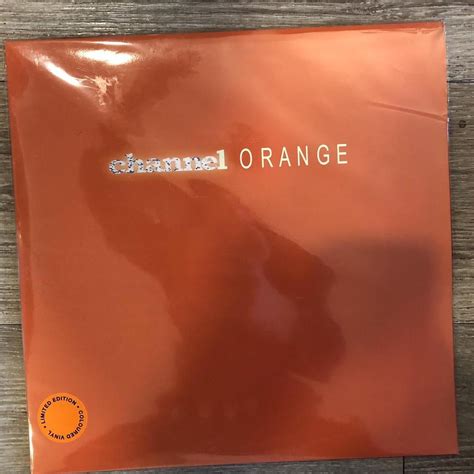 channel ORANGE
• LIMITED EDITION • COLOURED VINYL